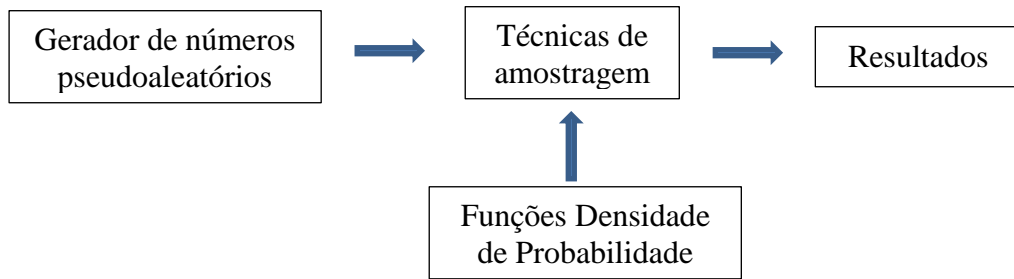 Gerador de números
pseudoaleatórios
Técnicas de
amostragem
Resultados
Funções Densidade
de Probabilidade